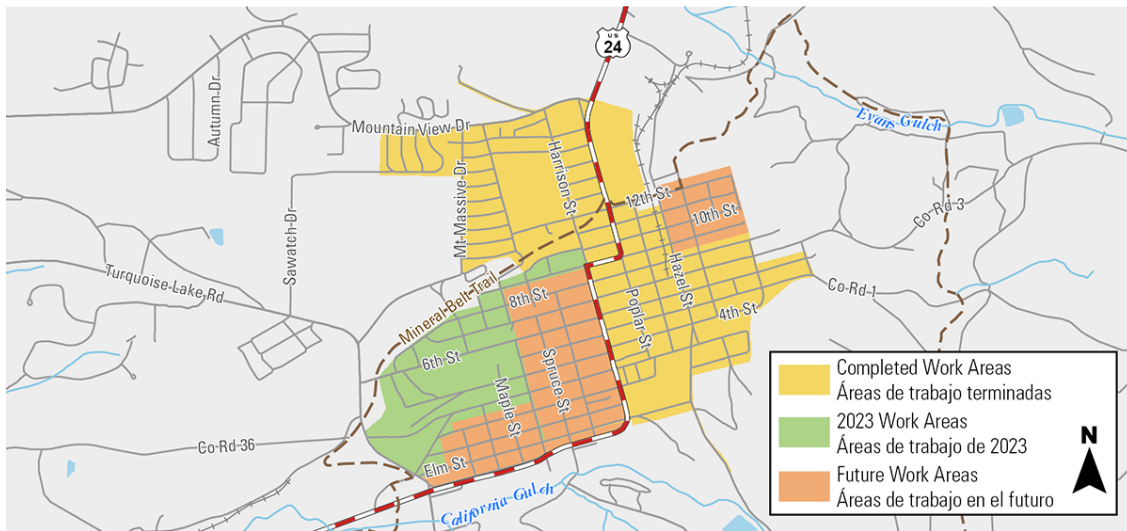 US
24
Mountain View Dr
Autumn-Dr
Evans Gulch
Harrison-St
Mt-Massive-Dr
12th-St
10th-St
Co-Rd-3
Sawatch-Dr
Turquoise-Lake-Rd
Mineral-Belt-Trail
Hazel-St
Poplar-St
8th-St
Co-Rd-1
4th-St
6th-St
Spruce-St
Maple-St
Co-Rd-36
Elm-St
California-Gulch
Completed Work Areas
Áreas de trabajo terminadas
2023 Work Areas
Áreas de trabajo de 2023
Future Work Areas
Áreas de trabajo en el futuro
N